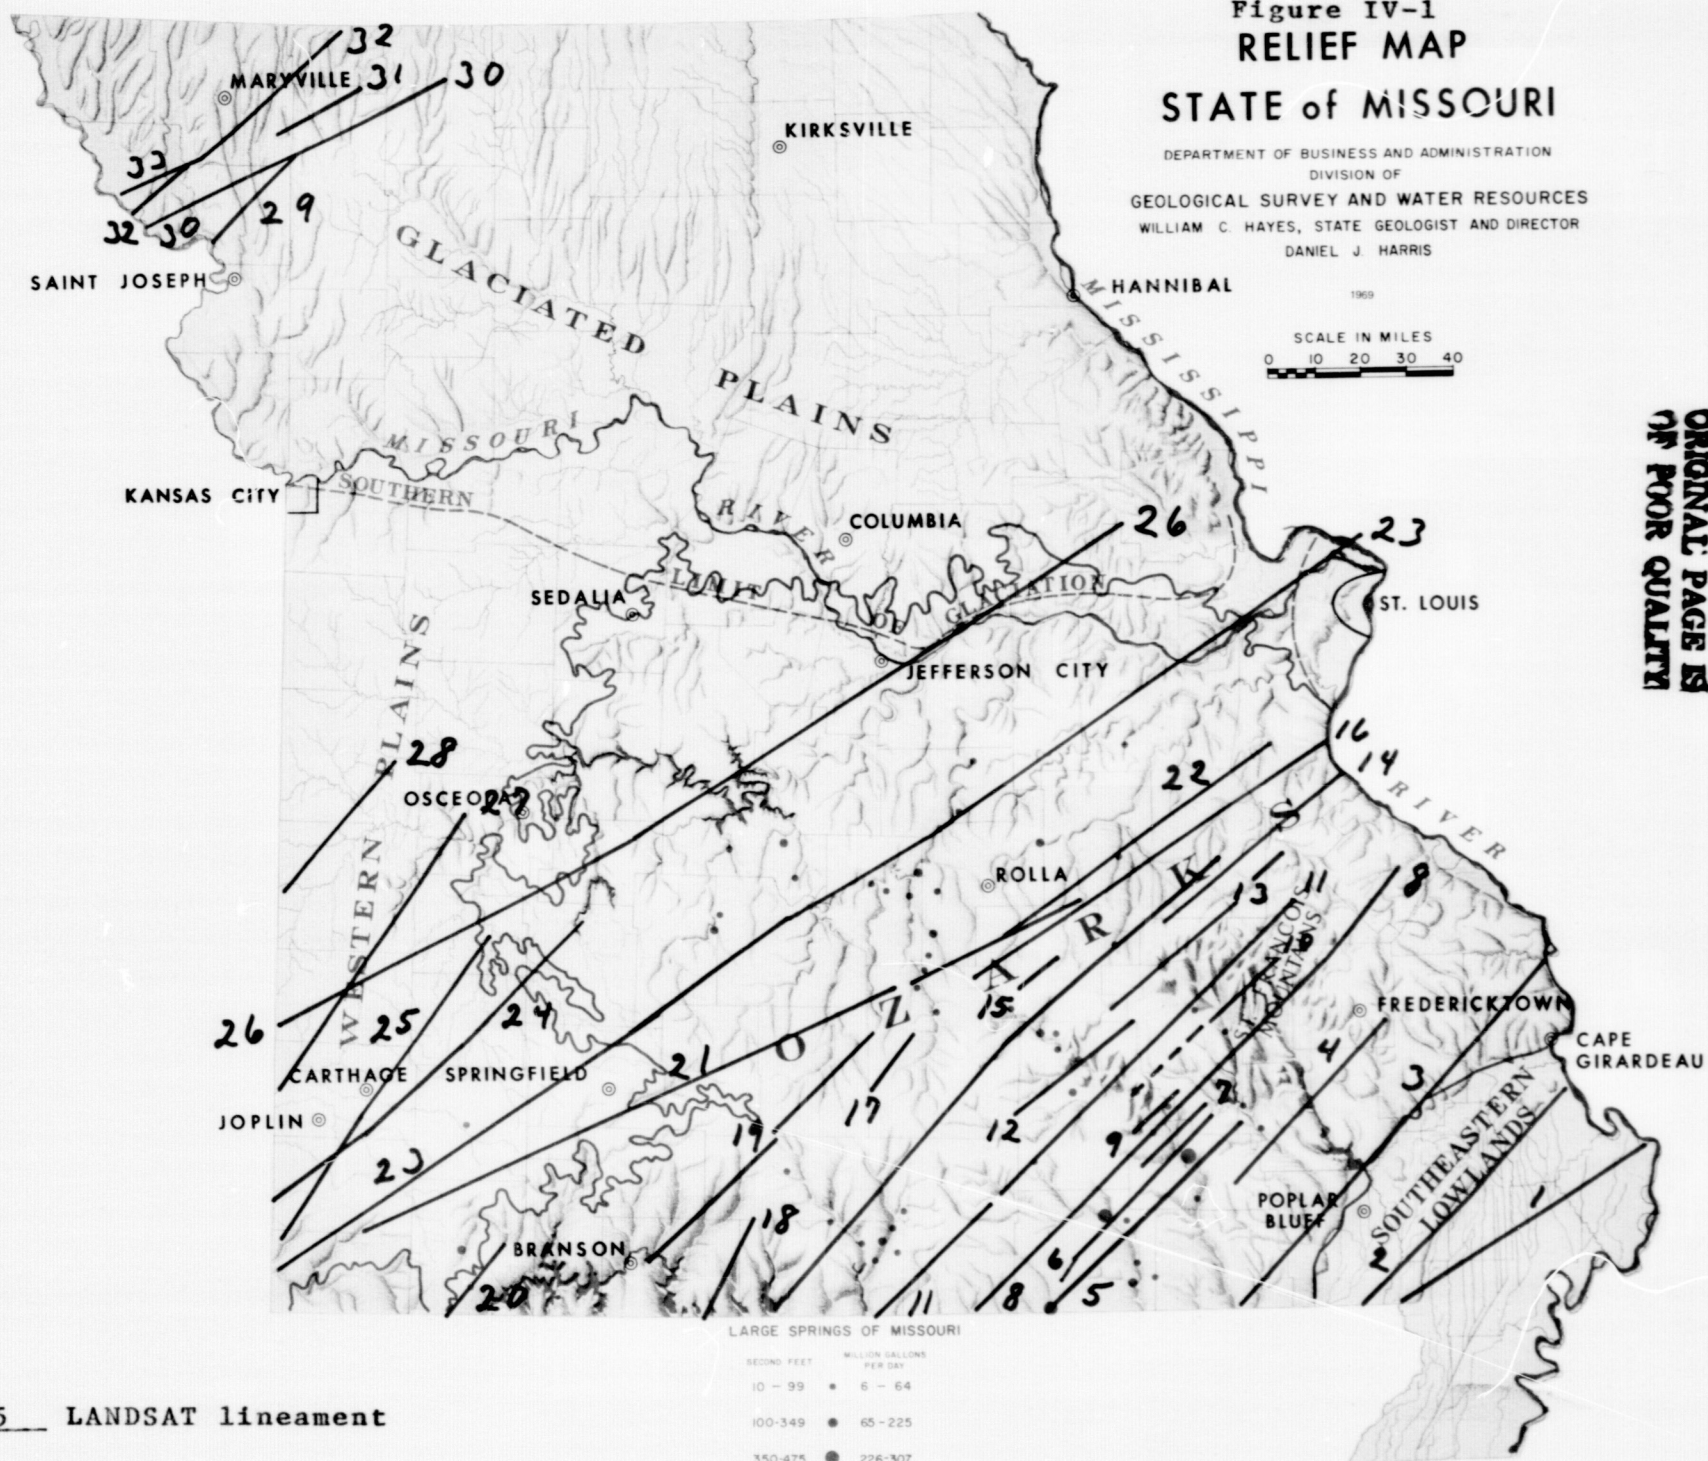 Figure IV-1
RELIEF MAP
STATE of MISSOURI
DEPARTMENT OF BUSINESS AND ADMINISTRATION
DIVISION OF
GEOLOGICAL SURVEY AND WATER RESOURCES
WILLIAM C. HAYES, STATE GEOLOGIST AND DIRECTOR
DANIEL J. HARRIS
1969
SCALE IN MILES
0 10 20 30 40
ORIGINAL PAGE IS
OF POOR QUALITY
32
MARYVILLE
31
30
KIRKSVILLE
33
32
30
29
SAINT JOSEPH
GLACIATED PLAINS
HANNIBAL
MISSISSIPPI
MISSOURI
KANSAS CITY
SOUTHERN
RIVER
COLUMBIA
26
23
SEDALIA
LIMIT
OF
GLACIATION
ST. LOUIS
JEFFERSON CITY
WESTERN PLAINS
28
OSCEOLA
27
16
14
22
RIVER
ROLLA
OZARKS
13
11
8
ST. FRANCOIS
MOUNTAINS
10
15
26
25
24
FREDERICKTOWN
CAPE
GIRARDEAU
4
3
21
CARTHAGE
SPRINGFIELD
JOPLIN
17
12
7
9
19
23
SOUTHEASTERN
LOWLANDS
POPLAR
BLUFF
1
2
18
BRANSON
20
11
8
6
5
LARGE SPRINGS OF MISSOURI
SECOND FEET
MILLION GALLONS
PER DAY
10 - 99 6 - 64
100-349 65-225
350-475 226-307
5 LANDSAT lineament